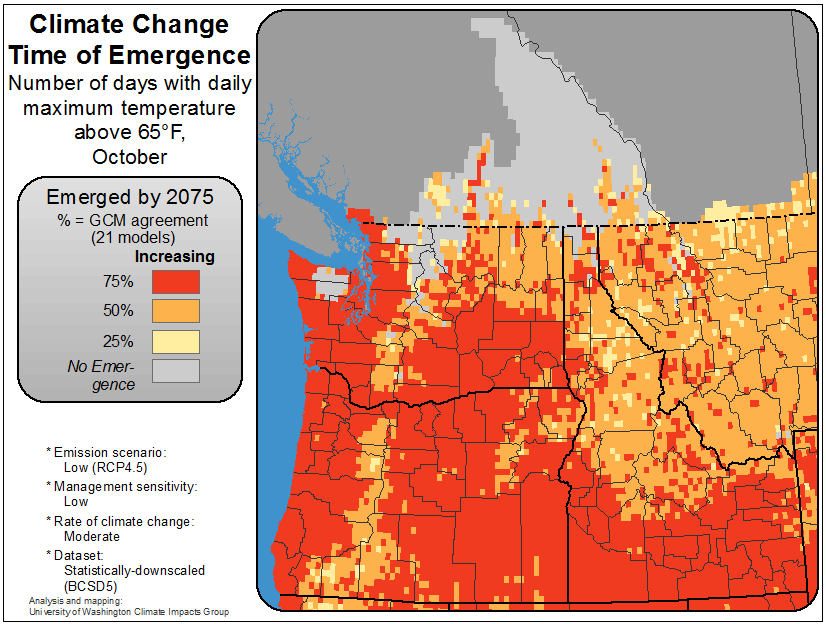 Climate Change
Time of Emergence
Number of days with daily
maximum temperature
above 65°F,
October
Emerged by 2075
% = GCM agreement
(21 models)
Increasing
75%
50%
25%
No Emer-
gence
* Emission scenario:
Low (RCP4.5)
* Management sensitivity:
Low
* Rate of climate change:
Moderate
* Dataset:
Statistically-downscaled
(BCSD5)
Analysis and mapping:
University of Washington Climate Impacts Group